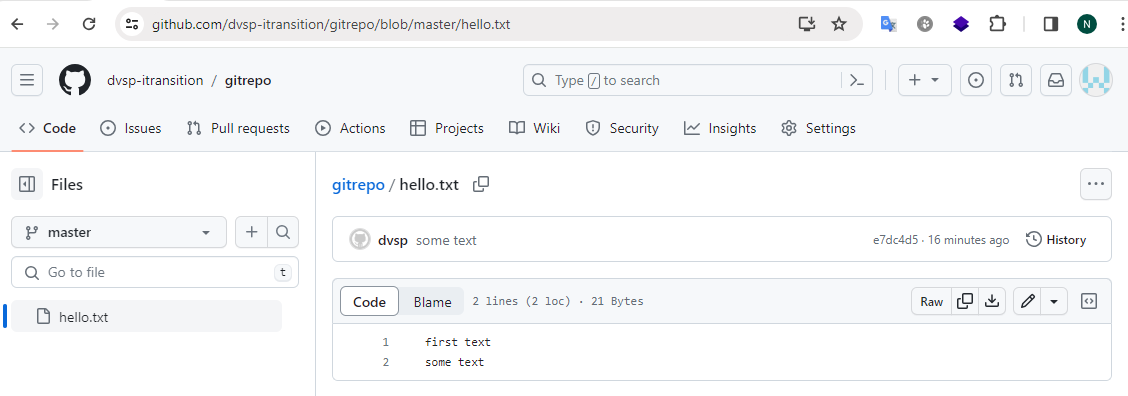 github.com/dvsp-itransition/gitrepo/blob/master/hello.txt
N
dvsp-itransition / gitrepo
Type / to search
Code Issues Pull requests Actions Projects Wiki Security Insights Settings
Files
gitrepo / hello.txt
master
dvsp some text e7dc4d5 · 16 minutes ago History
Go to file t
Code Blame 2 lines (2 loc) · 21 Bytes Raw
hello.txt
1 first text
2 some text